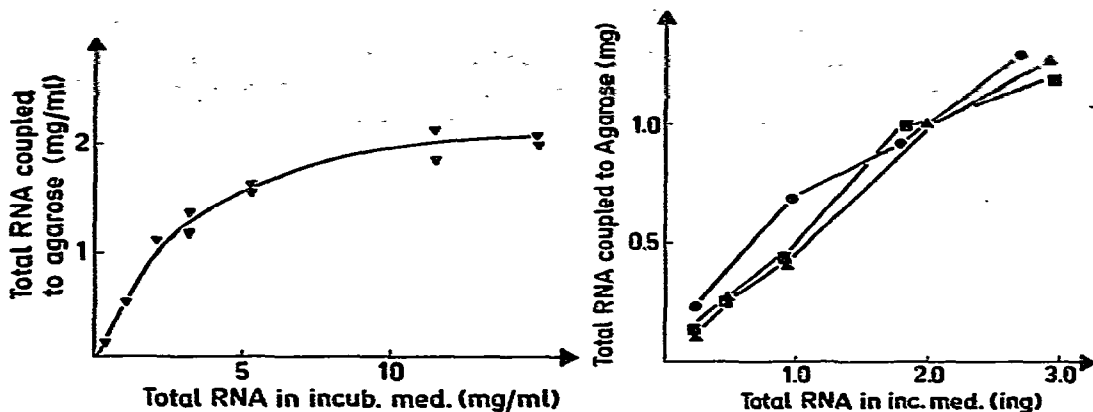 Total RNA coupled
to agarose (mg/ml)
2
1
5
10
Total RNA in incub. med. (mg/ml)
Total RNA coupled to Agarose (mg)
1.0
0.5
1.0
2.0
3.0
Total RNA in inc. med. (ing)